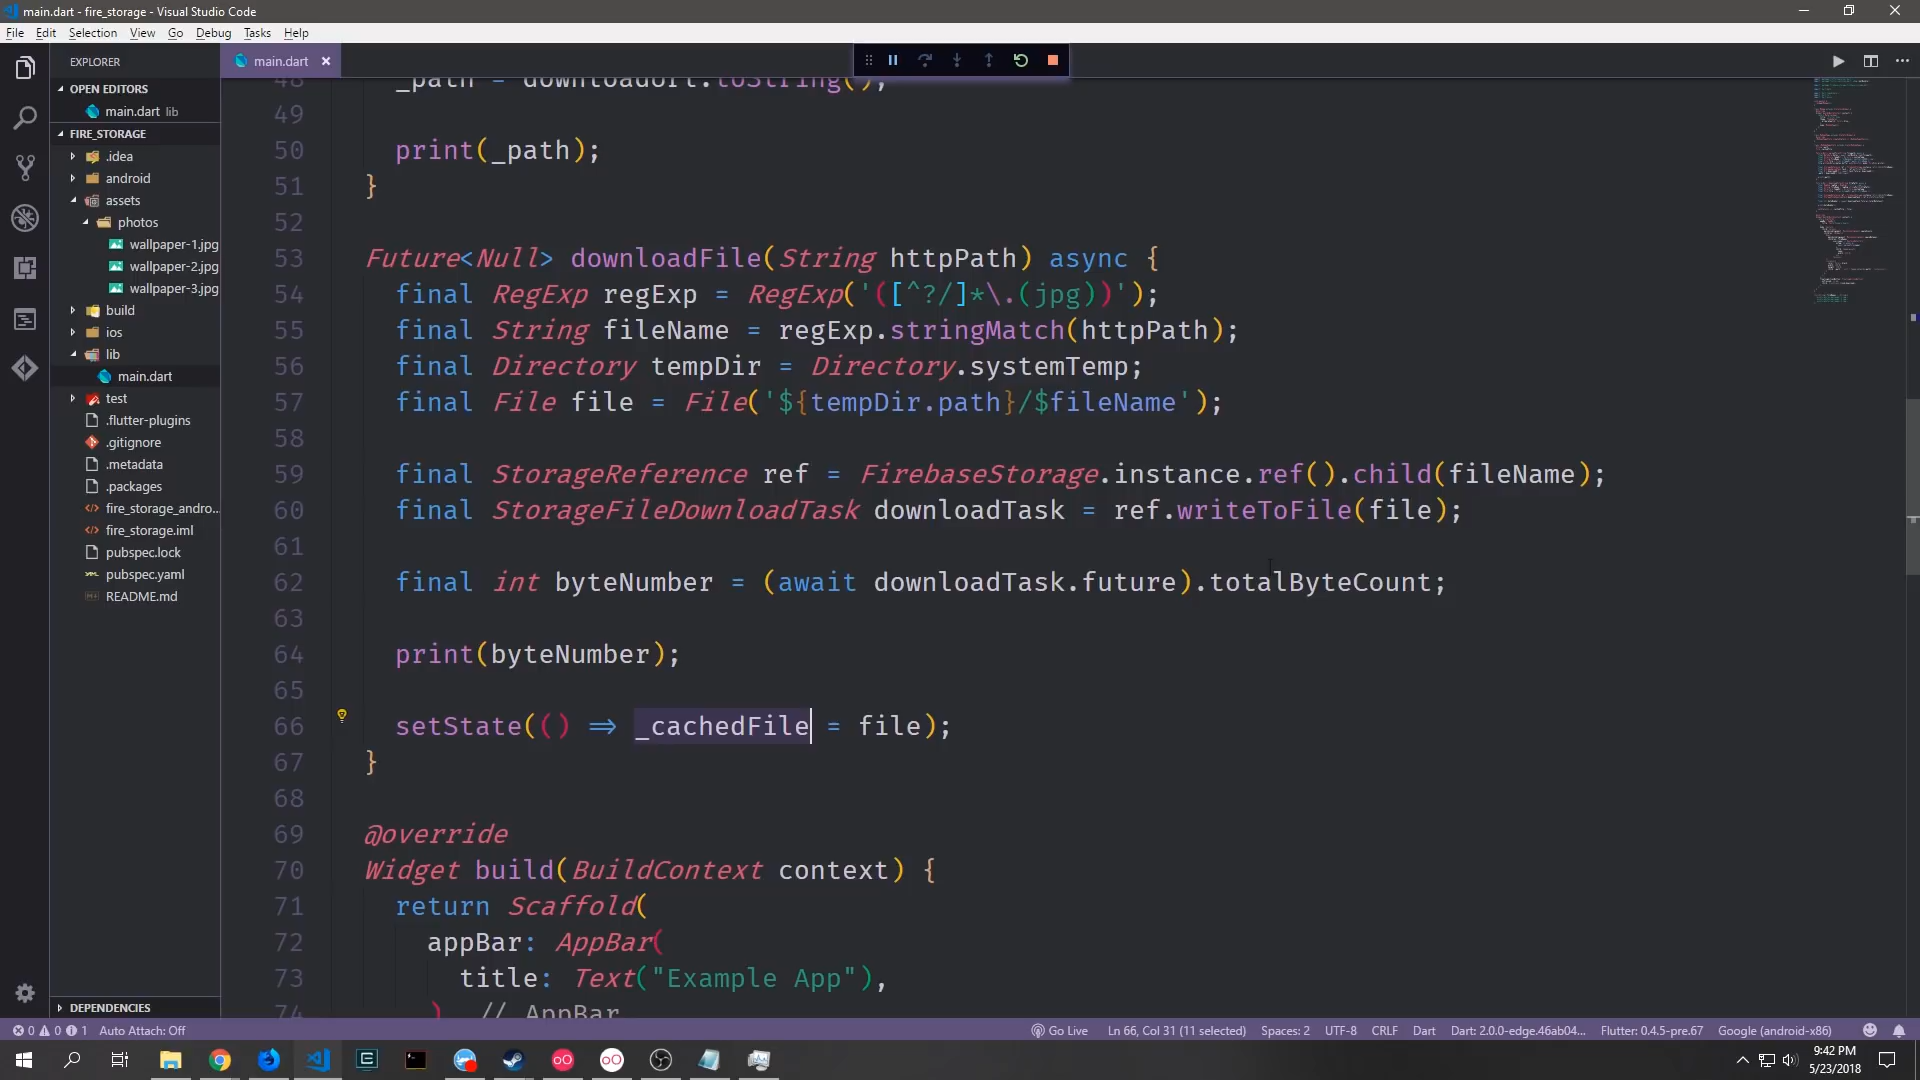 main.dart - fire_storage - Visual Studio Code
File Edit Selection View Go Debug Tasks Help
EXPLORER
main.dart
OPEN EDITORS
main.dart lib
FIRE_STORAGE
.idea
android
assets
photos
wallpaper-1.jpg
wallpaper-2.jpg
wallpaper-3.jpg
build
ios
lib
main.dart
test
.flutter-plugins
.gitignore
.metadata
.packages
fire_storage_andro...
fire_storage.iml
pubspec.lock
pubspec.yaml
README.md
DEPENDENCIES
48 _path = downloadUrl.toString();
49
50 print(_path);
51 }
52
53 Future<Null> downloadFile(String httpPath) async {
54 final RegExp regExp = RegExp('([^?/]*\.(jpg))');
55 final String fileName = regExp.stringMatch(httpPath);
56 final Directory tempDir = Directory.systemTemp;
57 final File file = File('${tempDir.path}/$fileName');
58
59 final StorageReference ref = FirebaseStorage.instance.ref().child(fileName);
60 final StorageFileDownloadTask downloadTask = ref.writeToFile(file);
61
62 final int byteNumber = (await downloadTask.future).totalByteCount;
63
64 print(byteNumber);
65
66 setState(() => _cachedFile = file);
67 }
68
69 @override
70 Widget build(BuildContext context) {
71 return Scaffold(
72 appBar: AppBar(
73 title: Text("Example App"),
74 ) // AppBar
0 0 1 Auto Attach: Off
Go Live Ln 66, Col 31 (11 selected) Spaces: 2 UTF-8 CRLF Dart Dart: 2.0.0-edge.46ab04... Flutter: 0.4.5-pre.67 Google (android-x86)
9:42 PM
5/23/2018